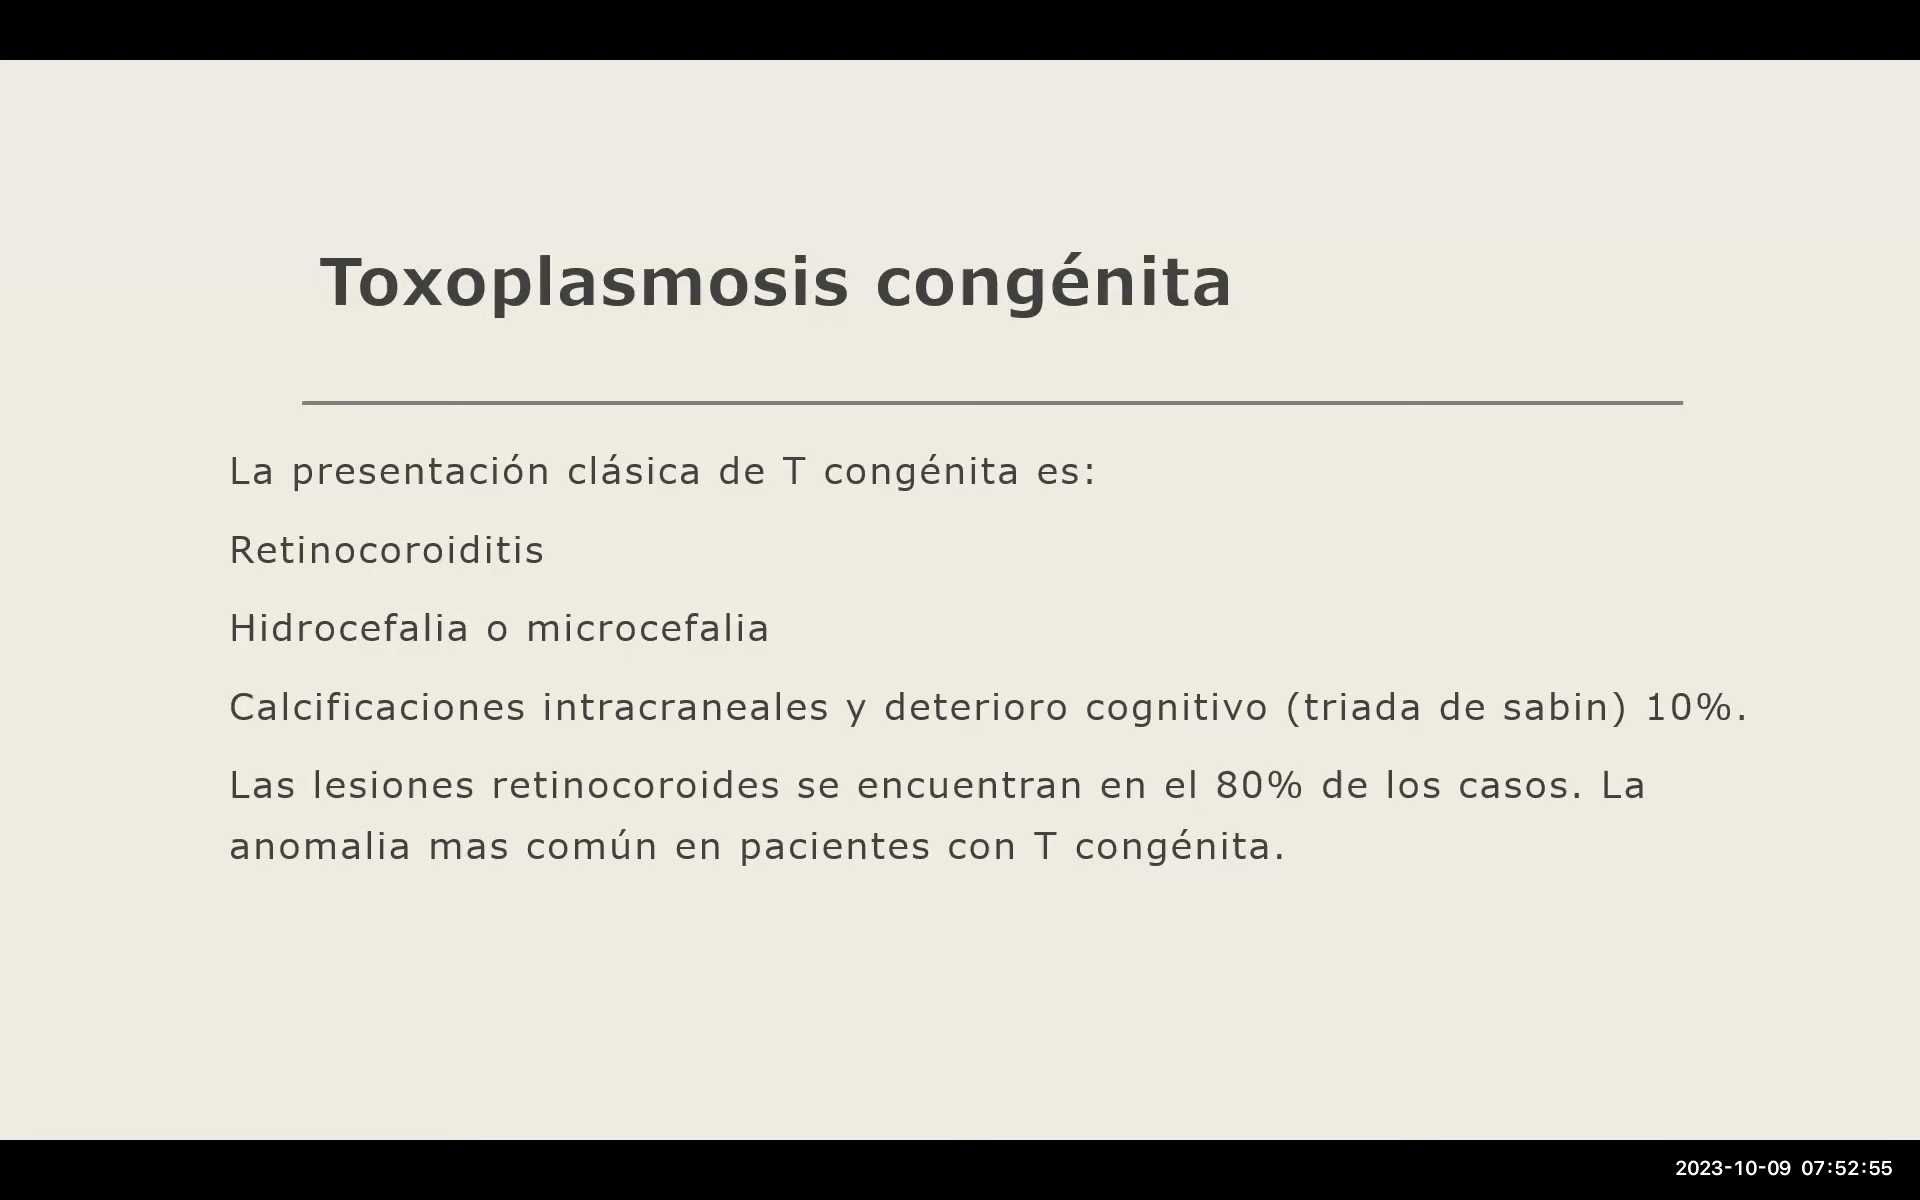 Toxoplasmosis congénita
La presentación clásica de T congénita es:
Retinocoroiditis
Hidrocefalia o microcefalia
Calcificaciones intracraneales y deterioro cognitivo (triada de sabin) 10%.
Las lesiones retinocoroides se encuentran en el 80% de los casos. La
anomalia mas común en pacientes con T congénita.
2023-10-09 07:52:55